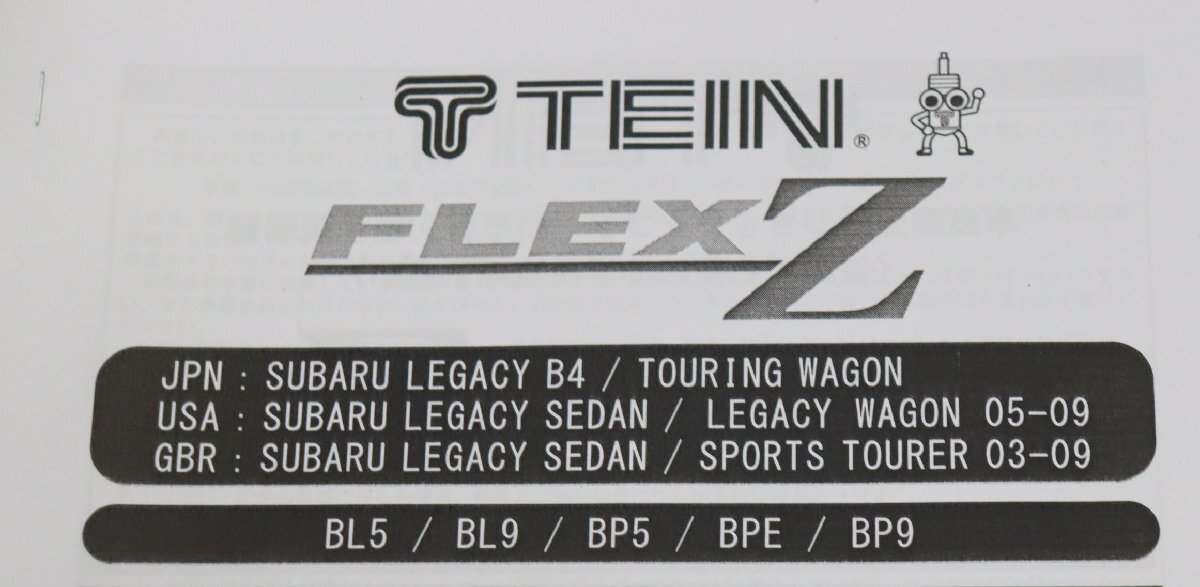 T TEIN®
FLEX Z
JPN : SUBARU LEGACY B4 / TOURING WAGON
USA : SUBARU LEGACY SEDAN / LEGACY WAGON 05-09
GBR : SUBARU LEGACY SEDAN / SPORTS TOURER 03-09
BL5 / BL9 / BP5 / BPE / BP9